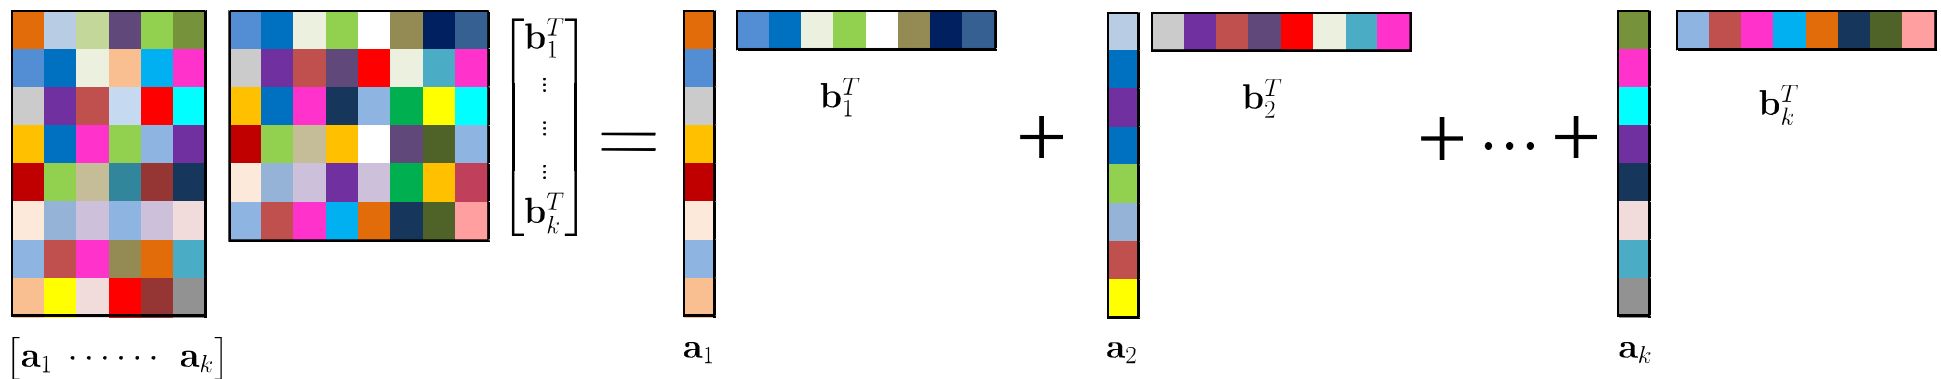 [b₁ᵀ
⋮
⋮
⋮
bₖᵀ]
=
b₁ᵀ
+
b₂ᵀ
+ ⋯ +
bₖᵀ
[a₁ ⋯⋯ aₖ]
a₁
a₂
aₖ